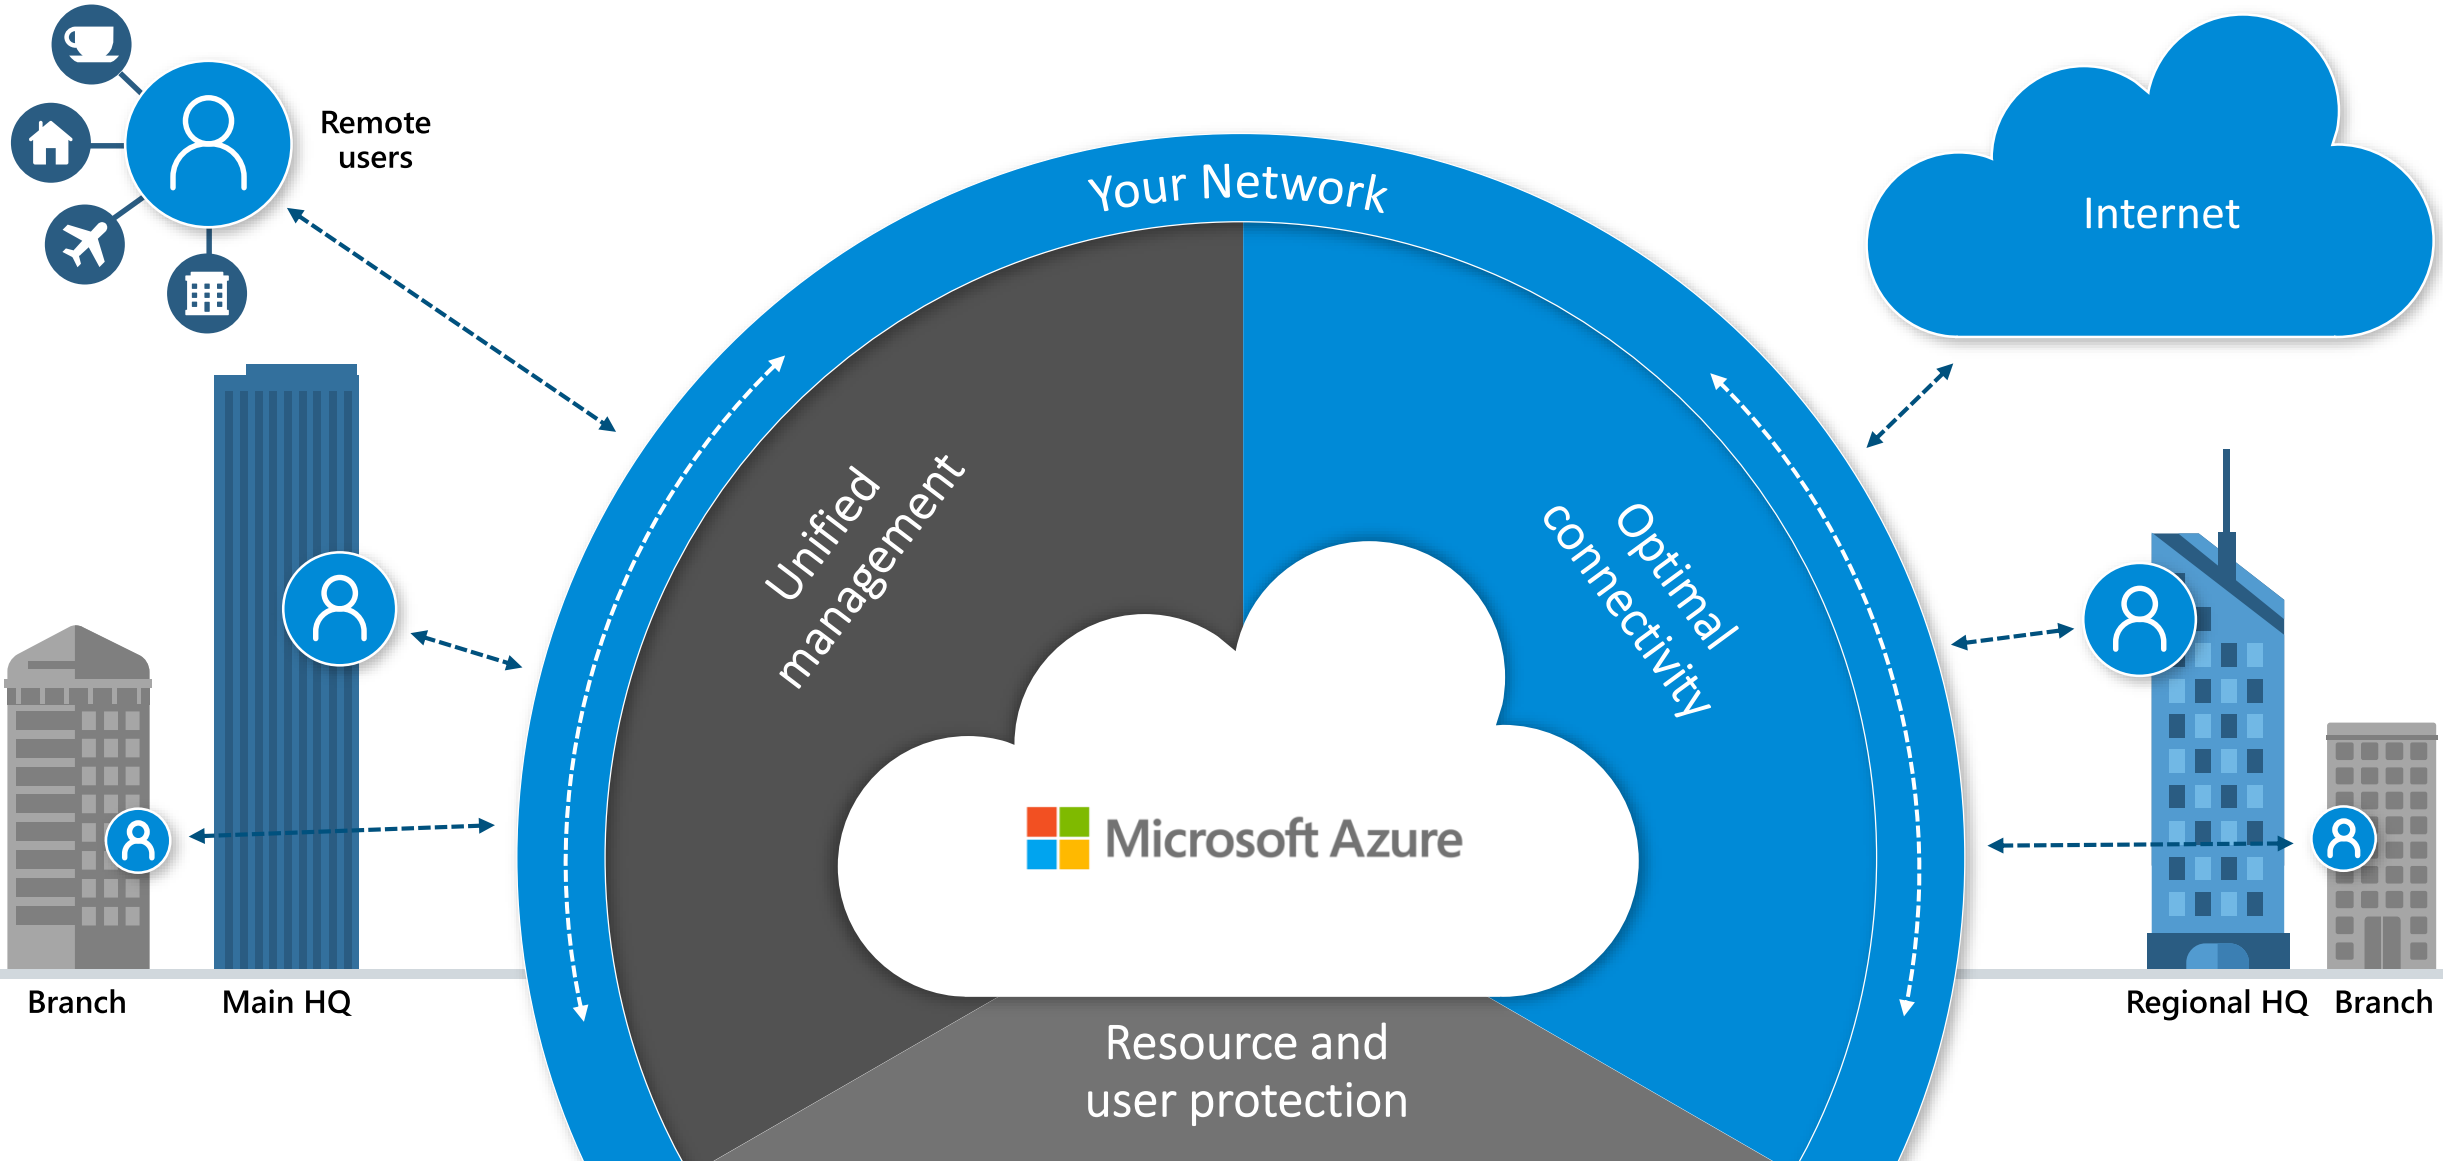 Remote
users
Your Network
Internet
Unified
management
Optimal
connectivity
Microsoft Azure
Branch
Main HQ
Regional HQ
Branch
Resource and
user protection